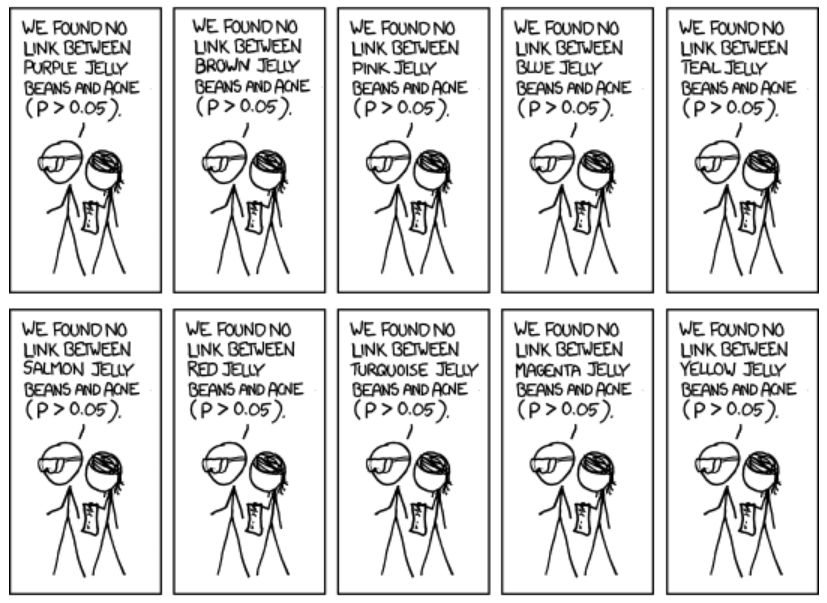 WE FOUND NO
LINK BETWEEN
PURPLE JELLY
BEANS AND ACNE
(P > 0.05).
WE FOUND NO
LINK BETWEEN
BROWN JELLY
BEANS AND ACNE
(P > 0.05).
WE FOUND NO
LINK BETWEEN
PINK JELLY
BEANS AND ACNE
(P > 0.05).
WE FOUND NO
LINK BETWEEN
BLUE JELLY
BEANS AND ACNE
(P > 0.05).
WE FOUND NO
LINK BETWEEN
TEAL JELLY
BEANS AND ACNE
(P > 0.05).
WE FOUND NO
LINK BETWEEN
SALMON JELLY
BEANS AND ACNE
(P > 0.05).
WE FOUND NO
LINK BETWEEN
RED JELLY
BEANS AND ACNE
(P > 0.05).
WE FOUND NO
LINK BETWEEN
TURQUOISE JELLY
BEANS AND ACNE
(P > 0.05).
WE FOUND NO
LINK BETWEEN
MAGENTA JELLY
BEANS AND ACNE
(P > 0.05).
WE FOUND NO
LINK BETWEEN
YELLOW JELLY
BEANS AND ACNE
(P > 0.05).